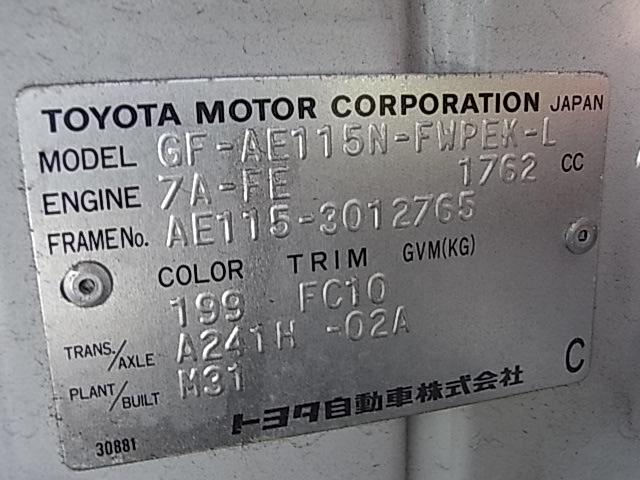 TOYOTA MOTOR CORPORATION JAPAN
MODEL GF-AE115N-FWPEK-L
ENGINE 7A-FE 1762 CC
FRAME No. AE115-3012765
COLOR TRIM GVM(KG)
199 FC10
TRANS./AXLE A241H -02A
PLANT/BUILT M31
C
トヨタ自動車株式会社
30881